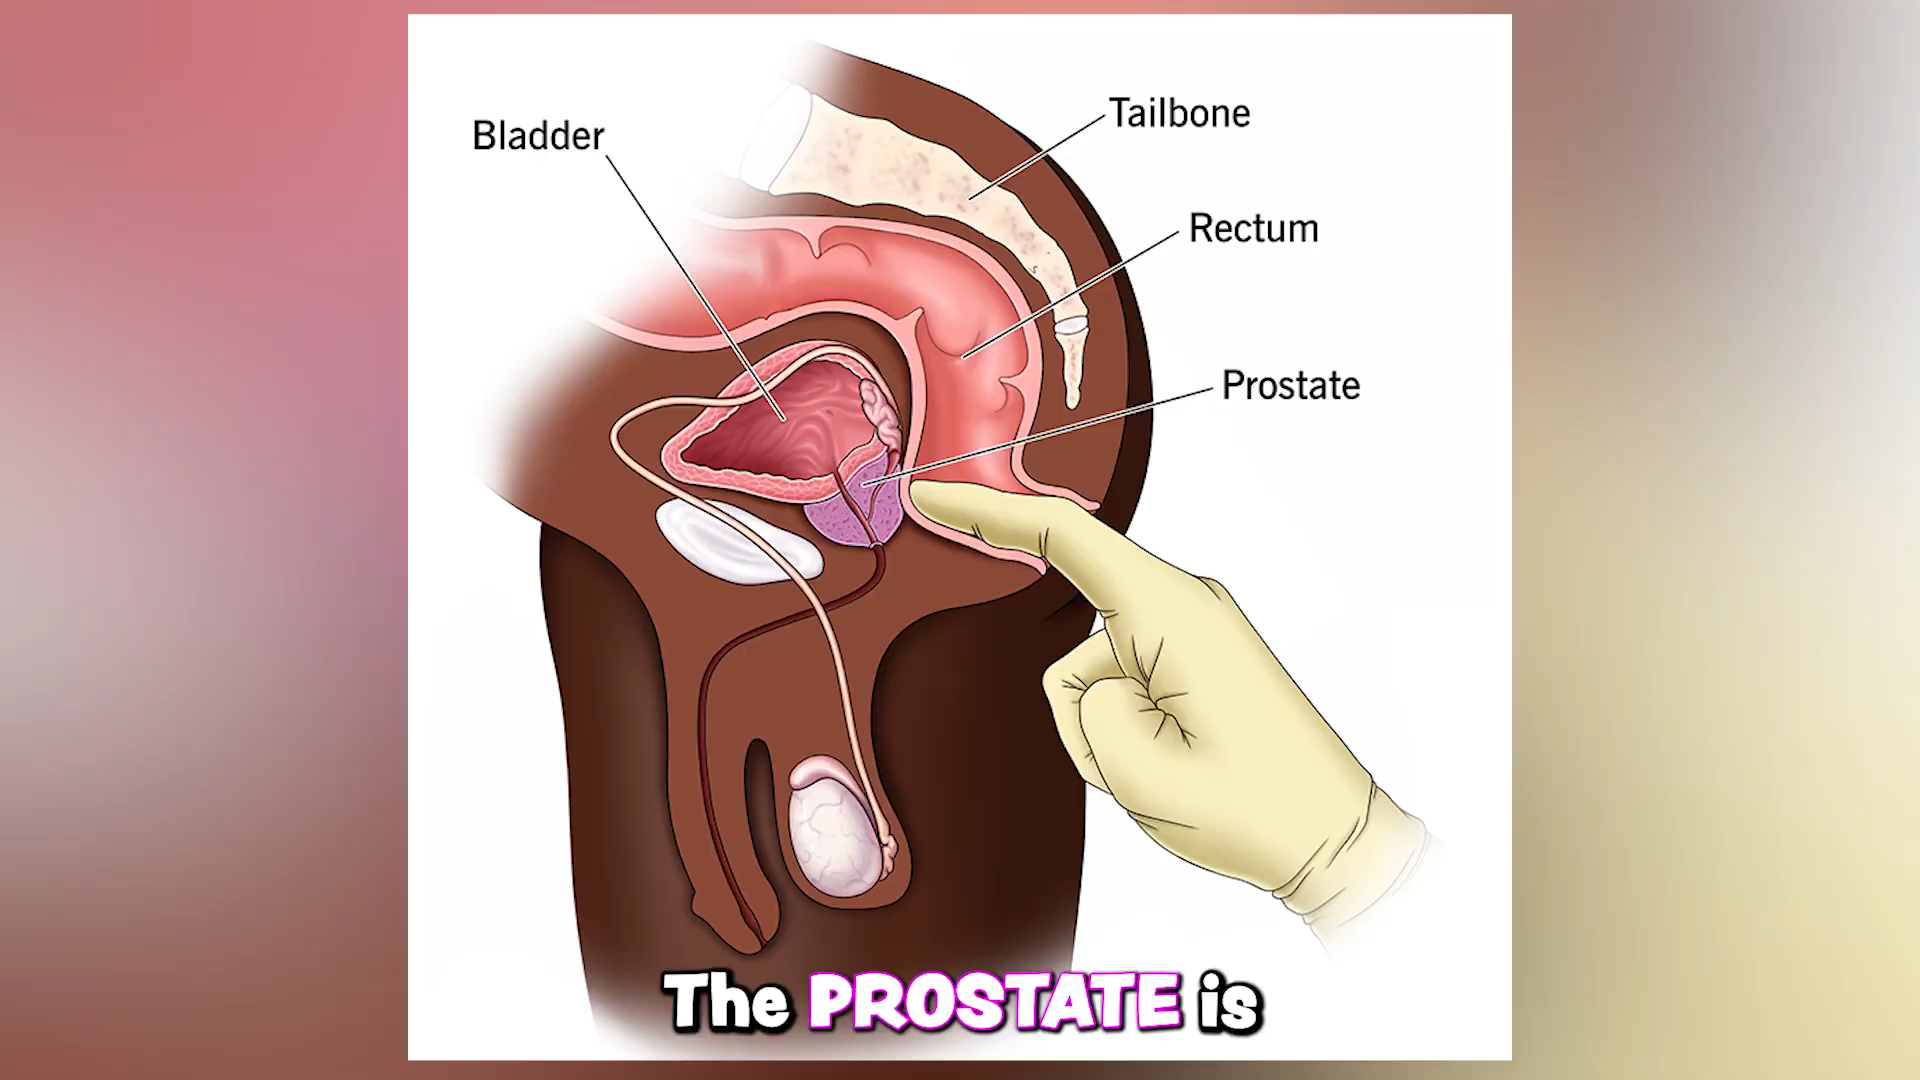 Tailbone
Bladder
Rectum
Prostate
The PROSTATE is